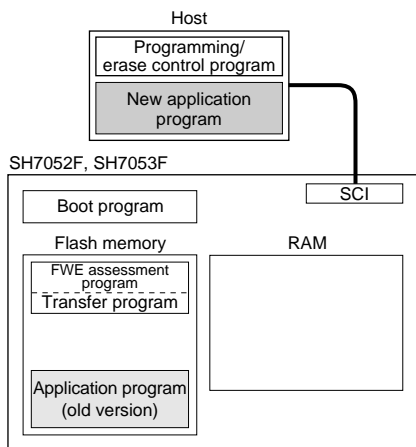 Host
Programming/
erase control program
New application
program
SH7052F, SH7053F
SCI
Boot program
Flash memory
RAM
FWE assessment
program
Transfer program
Application program
(old version)